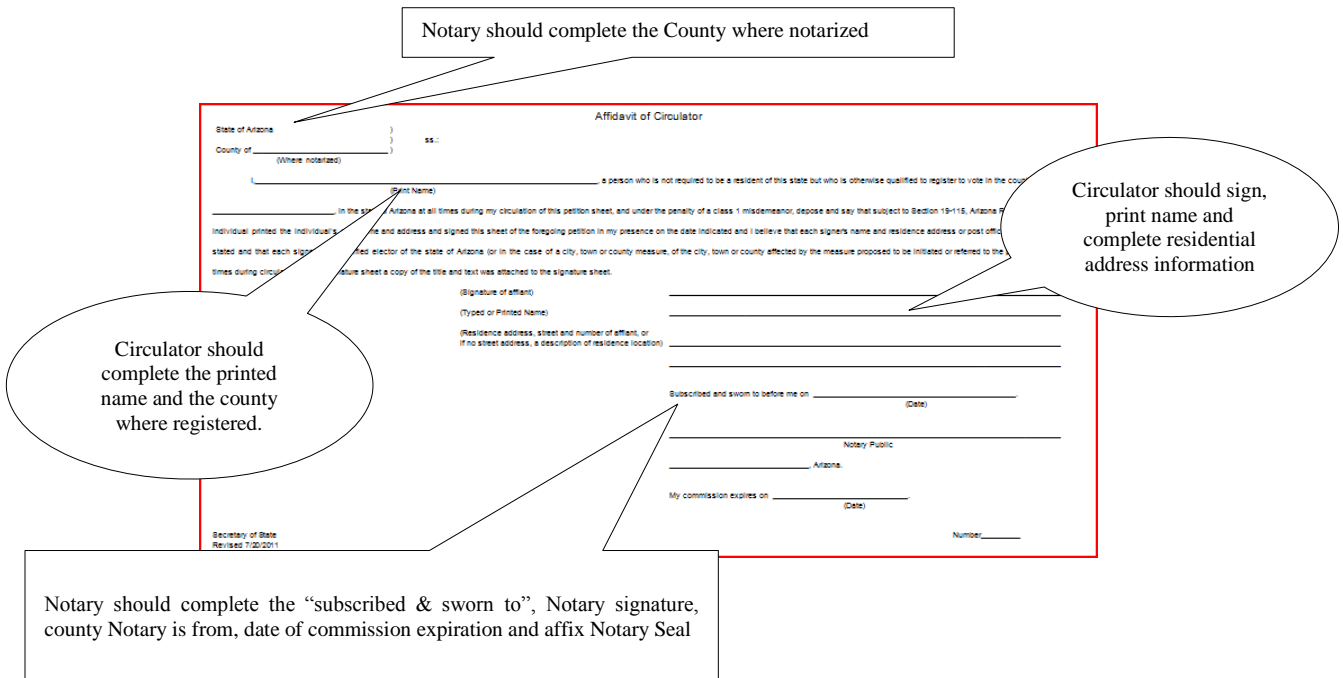 Notary should complete the County where notarized
Affidavit of Circulator
State of Arizona )
) ss.:
County of )
(Where notarized)
I, , a person who is not required to be a resident of this state but who is otherwise qualified to register to vote in the
(Print Name)
, in the of Arizona at all times during my circulation of this petition sheet, and under the penalty of a class 1 misdemeanor, depose and say that subject to Section 19-115, Arizona
individual printed the individual's and address and signed this sheet of the foregoing petition in my presence on the date indicated and I believe that each signer's name and residence address or post
stated and that each elector of the state of Arizona (or in the case of a city, town or county measure, of the city, town or county affected by the measure proposed to be initiated or referred to the
times during sheet a copy of the title and text was attached to the signature sheet.
Circulator should sign,
print name and
complete residential
address information
(Signature of affiant)
(Typed or Printed Name)
(Residence address, street and number of affiant, or
if no street address, a description of residence location)
Circulator should
complete the printed
name and the county
where registered.
Subscribed and sworn to before me on .
(Date)
Notary Public
, Arizona.
My commission expires on .
(Date)
Secretary of State
Revised 7/20/2011
Number
Notary should complete the “subscribed & sworn to”, Notary signature,
county Notary is from, date of commission expiration and affix Notary Seal